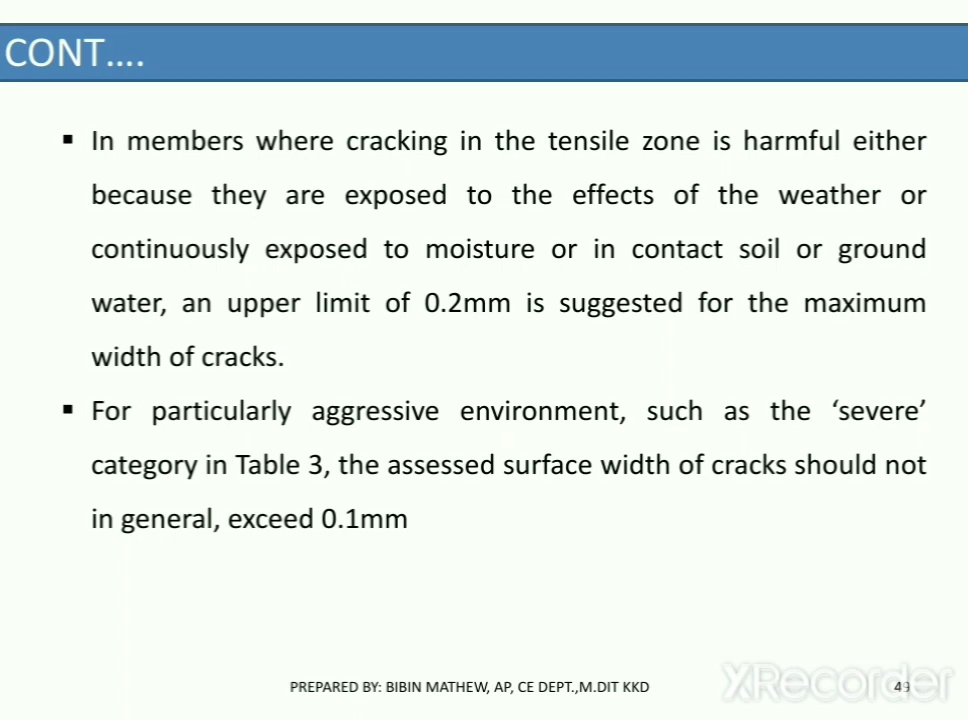 CONT....
▪ In members where cracking in the tensile zone is harmful either
because they are exposed to the effects of the weather or
continuously exposed to moisture or in contact soil or ground
water, an upper limit of 0.2mm is suggested for the maximum
width of cracks.
▪ For particularly aggressive environment, such as the ‘severe’
category in Table 3, the assessed surface width of cracks should not
in general, exceed 0.1mm
PREPARED BY: BIBIN MATHEW, AP, CE DEPT.,M.DIT KKD
XRecorder
49